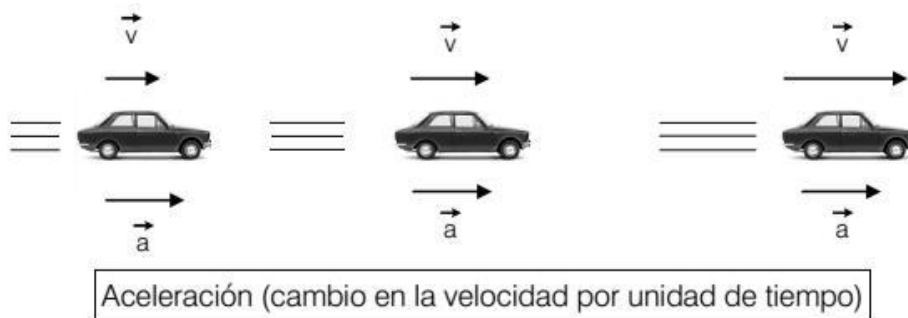 v v v
a a a
Aceleración (cambio en la velocidad por unidad de tiempo)